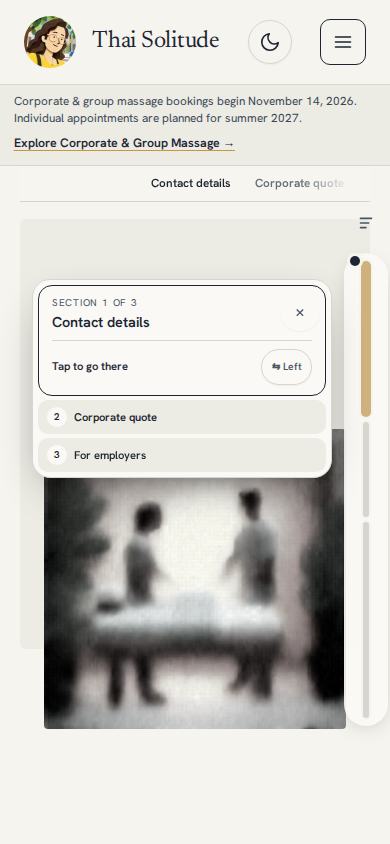 Thai Solitude
Corporate & group massage bookings begin November 14, 2026.
Individual appointments are planned for summer 2027.
Explore Corporate & Group Massage →
Contact details
Corporate quote
SECTION 1 OF 3
Contact details
×
Tap to go there
⇆ Left
2 Corporate quote
3 For employers